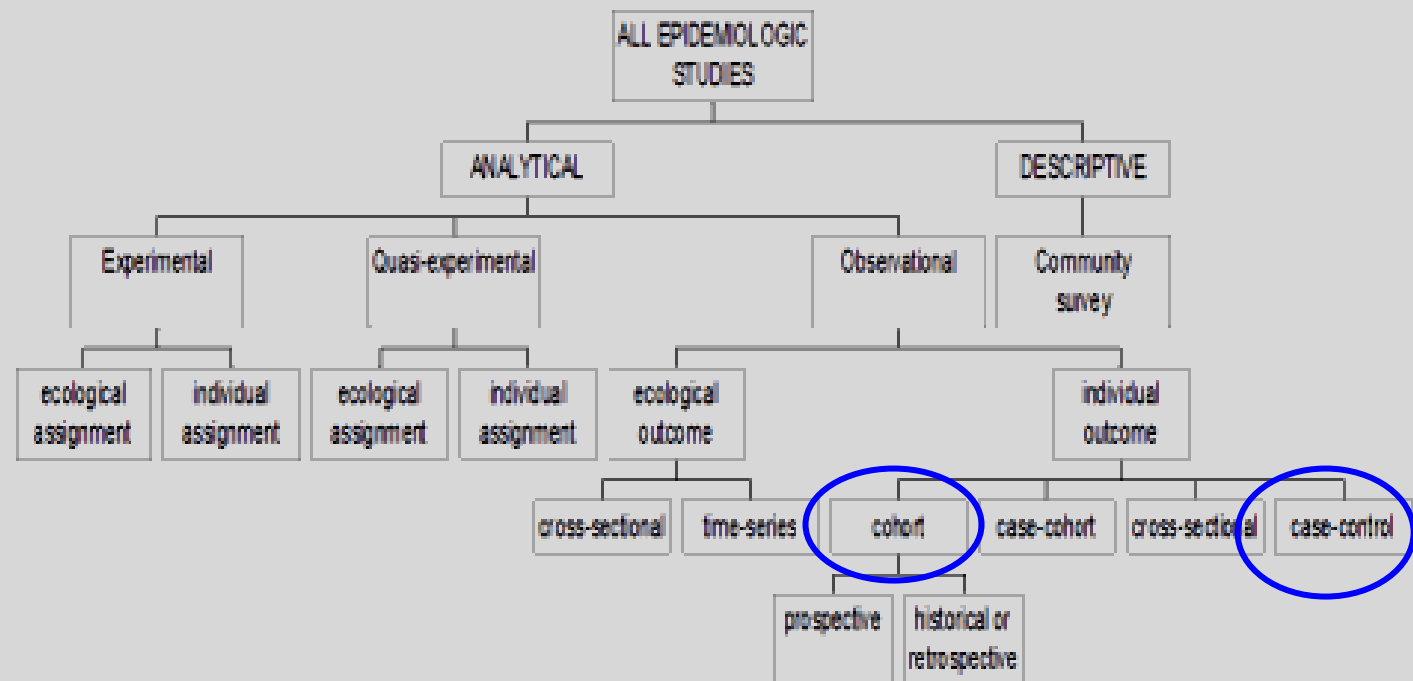 ALL EPIDEMIOLOGIC
STUDIES
ANALYTICAL
DESCRIPTIVE
Experimental
Quasi-experimental
Observational
Community
survey
ecological
assignment
individual
assignment
ecological
assignment
individual
assignment
ecological
outcome
individual
outcome
cross-sectional
time-series
cohort
case-cohort
cross-sectional
case-control
prospective
historical or
retrospective